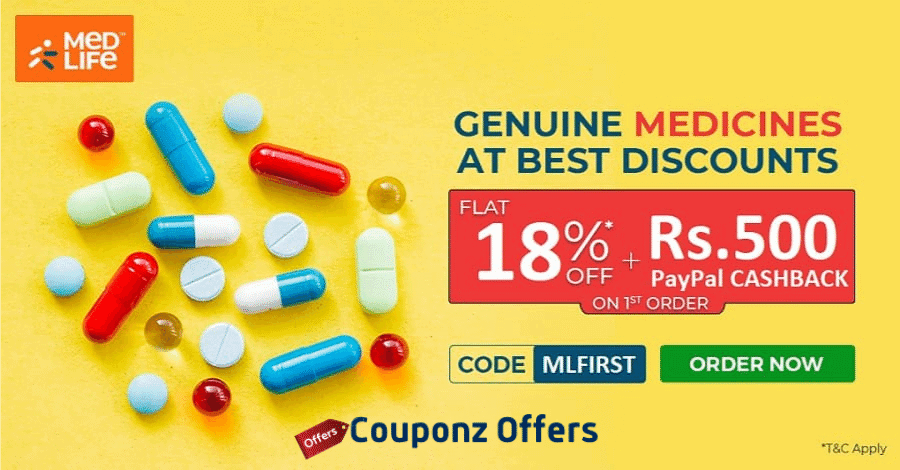 MED™
LIFE
GENUINE MEDICINES
AT BEST DISCOUNTS
FLAT
18%* OFF + Rs.500
PayPal CASHBACK
ON 1ST ORDER
CODE MLFIRST ORDER NOW
Offers Couponz Offers
*T&C Apply